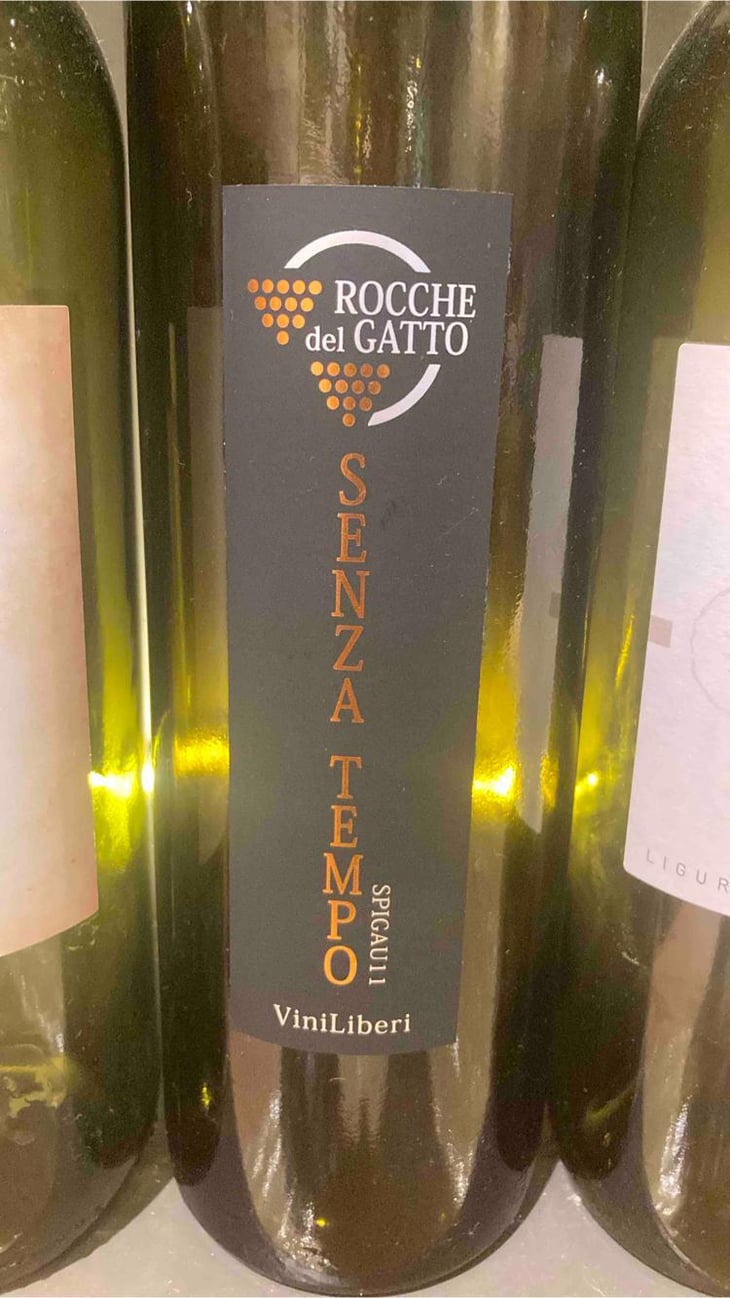 ROCCHE
del GATTO
SENZA TEMPO
SPIGAU11
ViniLiberi
LIGUR